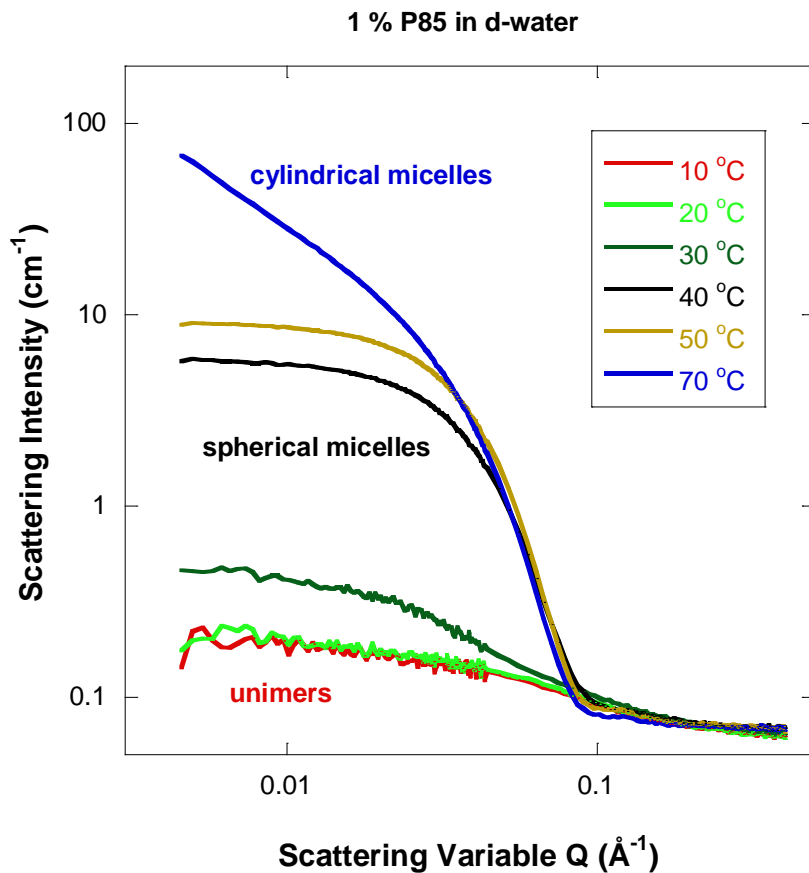 1 % P85 in d-water
100
10
1
0.1
Scattering Intensity (cm⁻¹)
cylindrical micelles
spherical micelles
unimers
10 °C
20 °C
30 °C
40 °C
50 °C
70 °C
0.01
0.1
Scattering Variable Q (Å⁻¹)